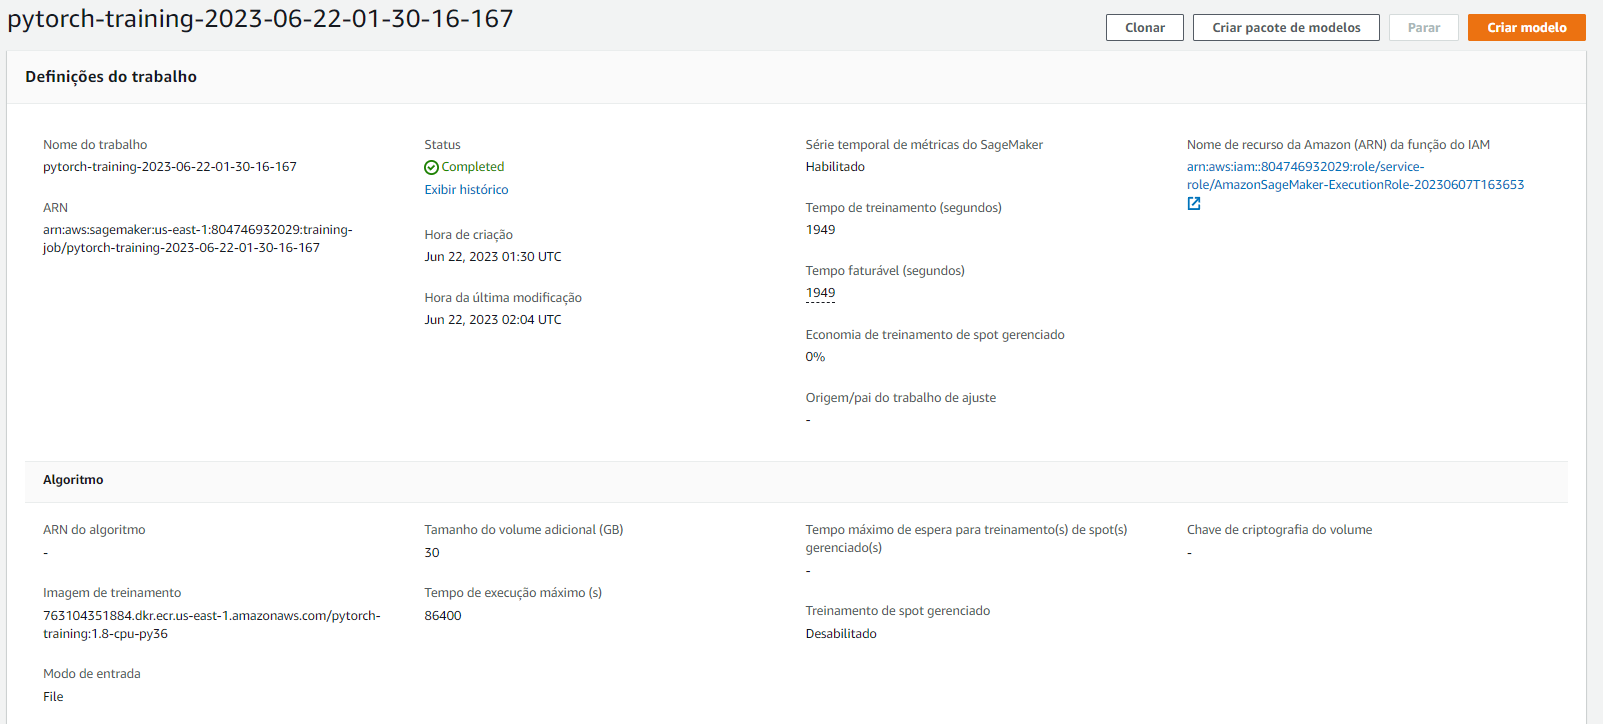 pytorch-training-2023-06-22-01-30-16-167
Clonar
Criar pacote de modelos
Parar
Criar modelo
Definições do trabalho
Nome do trabalho
pytorch-training-2023-06-22-01-30-16-167
ARN
arn:aws:sagemaker:us-east-1:804746932029:training-
job/pytorch-training-2023-06-22-01-30-16-167
Status
Completed
Exibir histórico
Hora de criação
Jun 22, 2023 01:30 UTC
Hora da última modificação
Jun 22, 2023 02:04 UTC
Série temporal de métricas do SageMaker
Habilitado
Tempo de treinamento (segundos)
1949
Tempo faturável (segundos)
1949
Economia de treinamento de spot gerenciado
0%
Origem/pai do trabalho de ajuste
-
Nome de recurso da Amazon (ARN) da função do IAM
arn:aws:iam::804746932029:role/service-
role/AmazonSageMaker-ExecutionRole-20230607T163653
Algoritmo
ARN do algoritmo
-
Imagem de treinamento
763104351884.dkr.ecr.us-east-1.amazonaws.com/pytorch-
training:1.8-cpu-py36
Modo de entrada
File
Tamanho do volume adicional (GB)
30
Tempo de execução máximo (s)
86400
Tempo máximo de espera para treinamento(s) de spot(s)
gerenciado(s)
-
Treinamento de spot gerenciado
Desabilitado
Chave de criptografia do volume
-